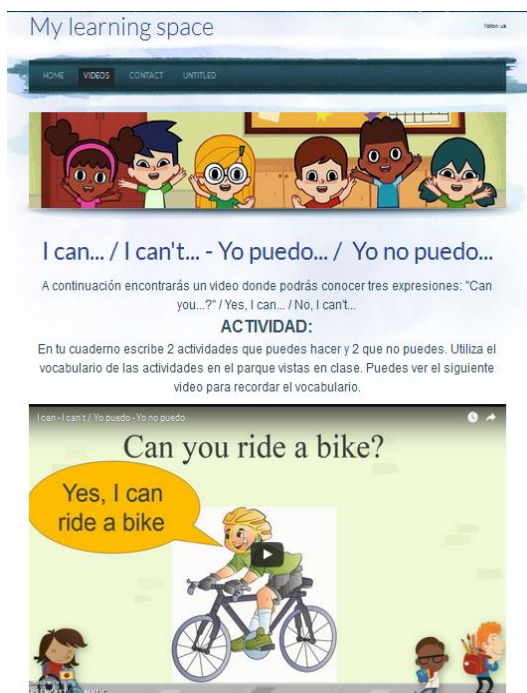 My learning space
follow us
HOME VIDEOS CONTACT UNTITLED
I can... / I can't... - Yo puedo... / Yo no puedo...
A continuación encontrarás un video donde podrás conocer tres expresiones: "Can
you...?" / Yes, I can... / No, I can't...
ACTIVIDAD:
En tu cuaderno escribe 2 actividades que puedes hacer y 2 que no puedes. Utiliza el
vocabulario de las actividades en el parque vistas en clase. Puedes ver el siguiente
video para recordar el vocabulario.
I can - I can't / Yo puedo - Yo no puedo
Can you ride a bike?
Yes, I can
ride a bike